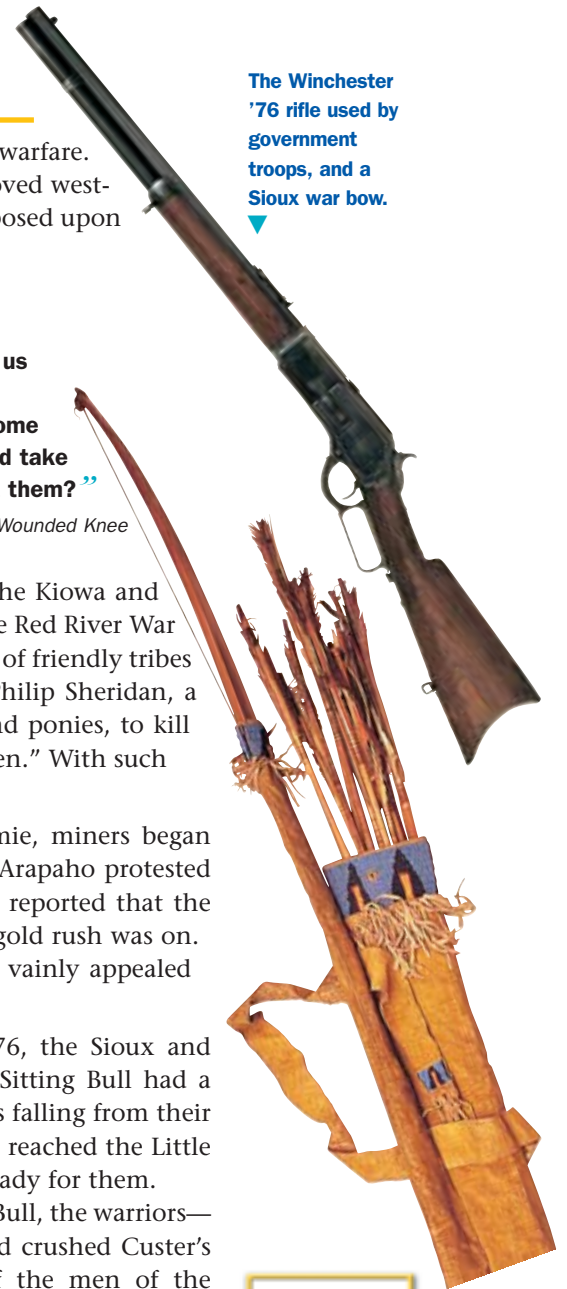 The Winchester
’76 rifle used by
government
troops, and a
Sioux war bow.
warfare.
oved west-
posed upon
us
ome
d take
them?”
Wounded Knee
he Kiowa and
e Red River War
of friendly tribes
Philip Sheridan, a
nd ponies, to kill
en.” With such
mie, miners began
Arapaho protested
reported that the
gold rush was on.
vainly appealed
76, the Sioux and
Sitting Bull had a
s falling from their
reached the Little
ady for them.
Bull, the warriors—
d crushed Custer’s
f the men of the